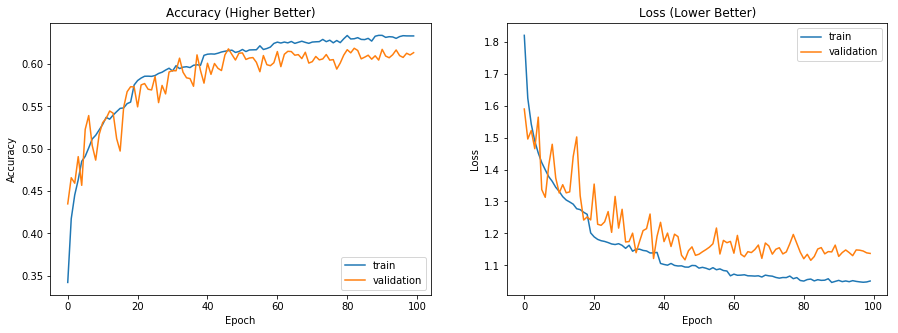 Accuracy (Higher Better)
0.60
0.55
0.50
0.45
0.40
0.35
Accuracy
0
20
40
60
80
100
Epoch
train
validation
Loss (Lower Better)
1.8
1.7
1.6
1.5
1.4
1.3
1.2
1.1
Loss
0
20
40
60
80
100
Epoch
train
validation